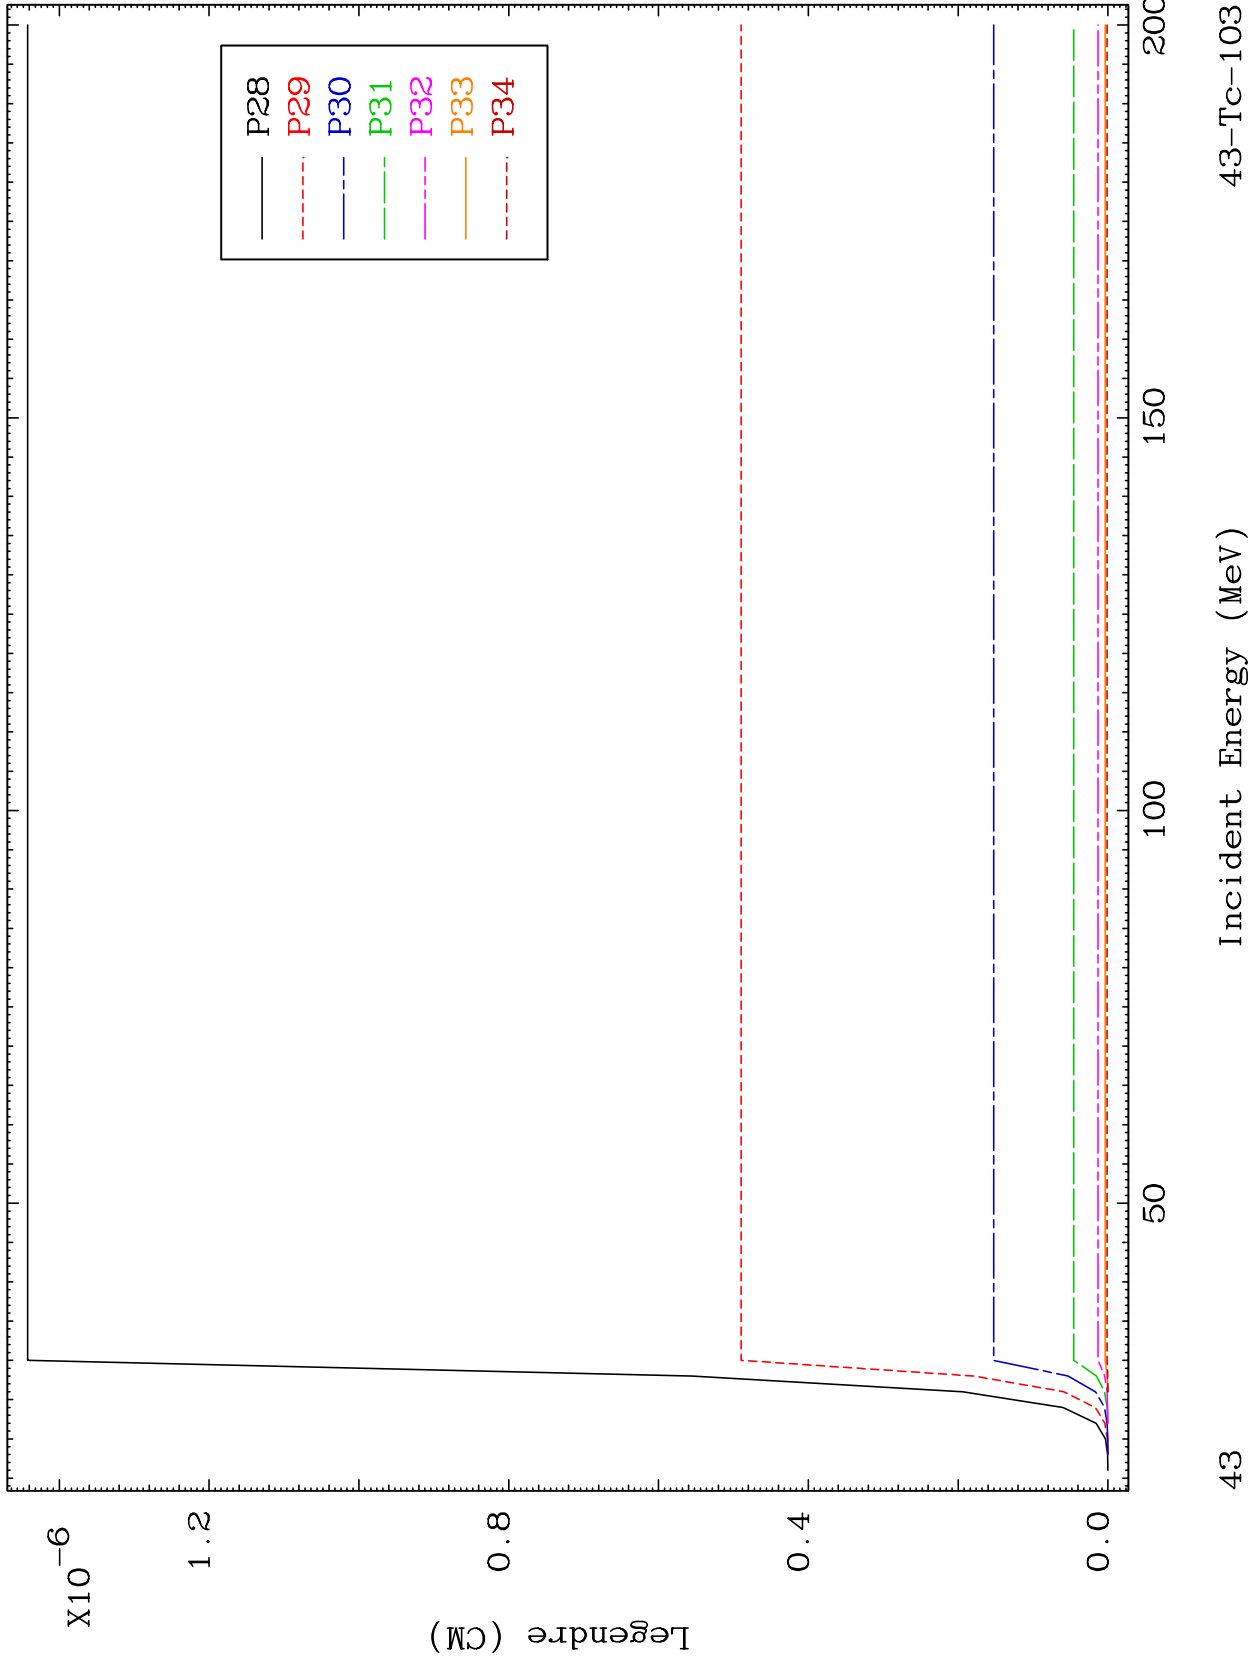 X10-6
1.2
0.8
0.4
0.0
Legendre (CM)
P28
P29
P30
P31
P32
P33
P34
50
100
150
200
Incident Energy (MeV)
43
43-Tc-103